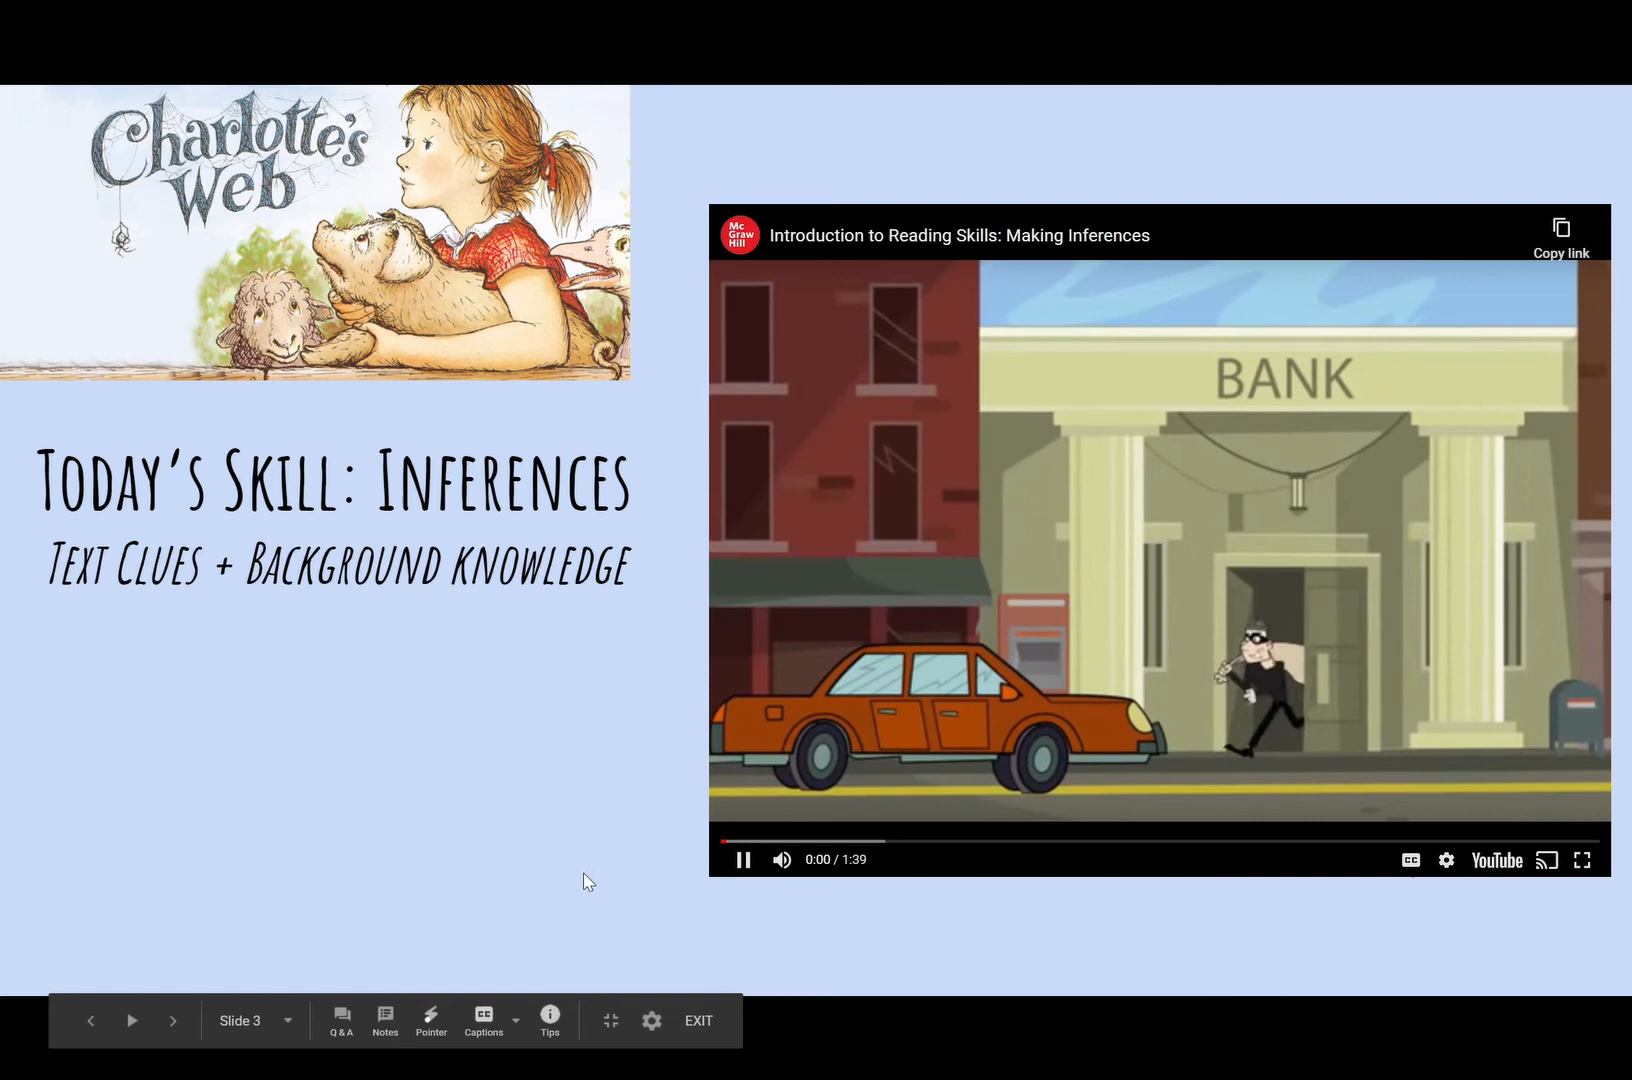 Charlotte's
Web
TODAY'S SKILL: INFERENCES
TEXT CLUES + BACKGROUND KNOWLEDGE
Mc
Graw
Hill
Introduction to Reading Skills: Making Inferences
Copy link
BANK
0:00 / 1:39
CC
YouTube
Slide 3
Q & A
Notes
Pointer
Captions
Tips
EXIT